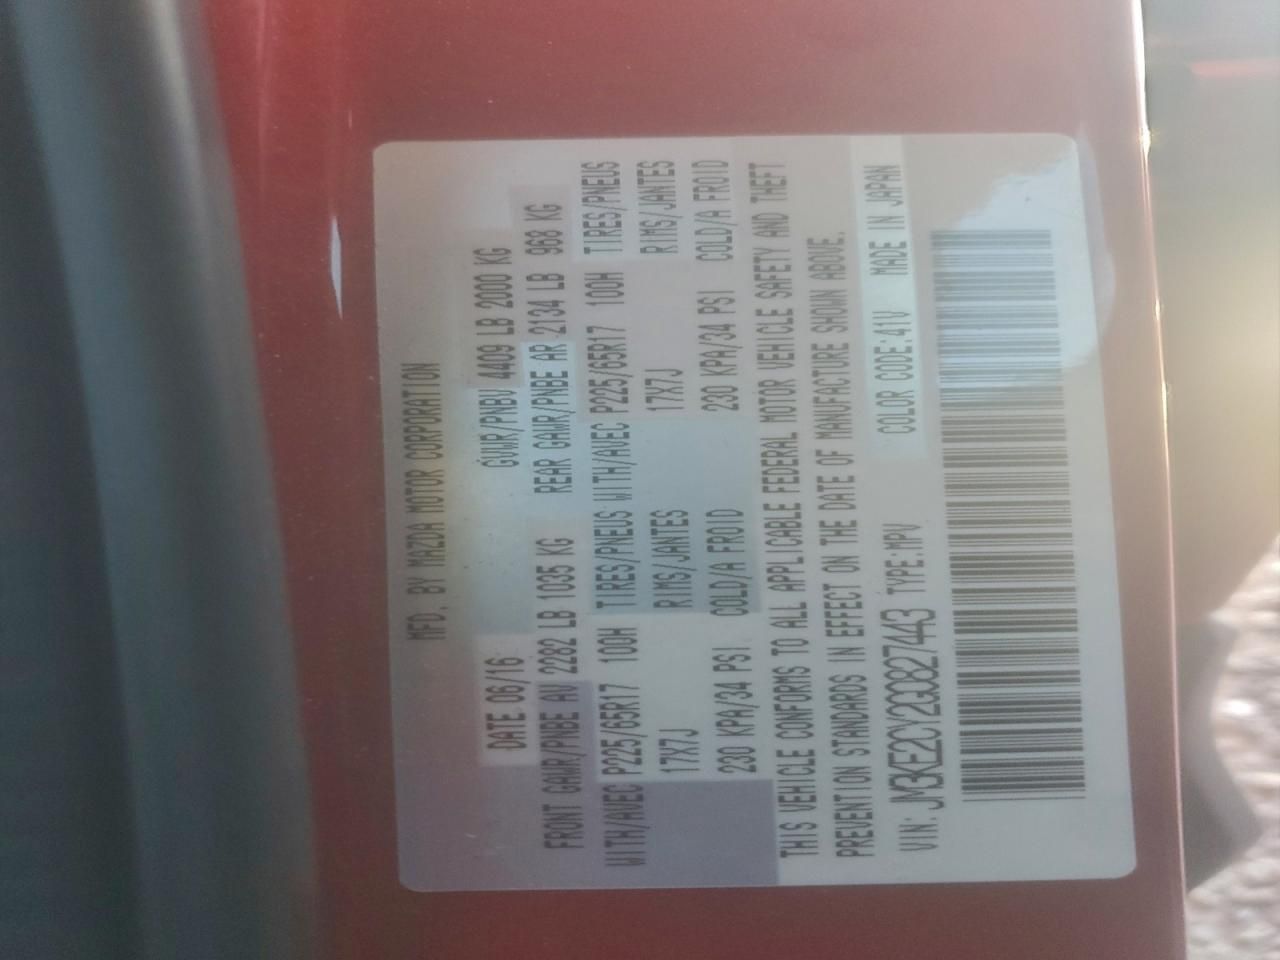 MFD. BY MAZDA MOTOR CORPORATION
DATE 06/16 GVWR/PNBV 4409 LB 2000 KG
FRONT GAWR/PNBE AV 2282 LB 1035 KG REAR GAWR/PNBE AR 2134 LB 968 KG
WITH/AVEC P225/65R17 100H TIRES/PNEUS WITH/AVEC P225/65R17 100H TIRES/PNEUS
17X7J RIMS/JANTES 17X7J RIMS/JANTES
230 KPA/34 PSI COLD/A FROID 230 KPA/34 PSI COLD/A FROID
THIS VEHICLE CONFORMS TO ALL APPLICABLE FEDERAL MOTOR VEHICLE SAFETY AND THEFT
PREVENTION STANDARDS IN EFFECT ON THE DATE OF MANUFACTURE SHOWN ABOVE.
VIN: JM3KE2CY2G0827443 TYPE:MPV COLOR CODE:41V MADE IN JAPAN